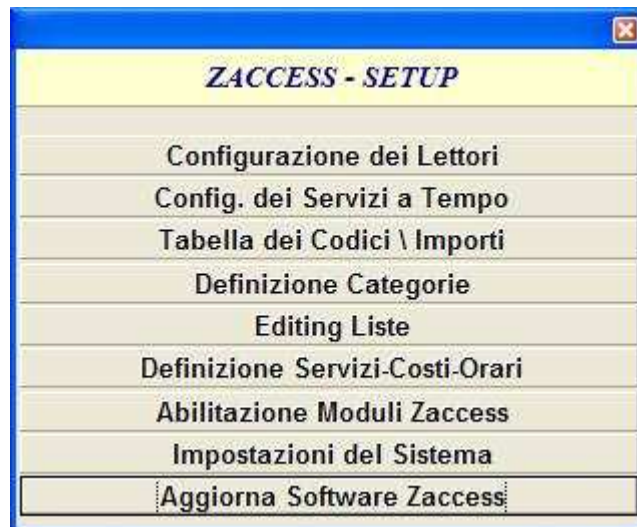 ZACCESS - SETUP
Configurazione dei Lettori
Config. dei Servizi a Tempo
Tabella dei Codici \ Importi
Definizione Categorie
Editing Liste
Definizione Servizi-Costi-Orari
Abilitazione Moduli Zaccess
Impostazioni del Sistema
Aggiorna Software Zaccess